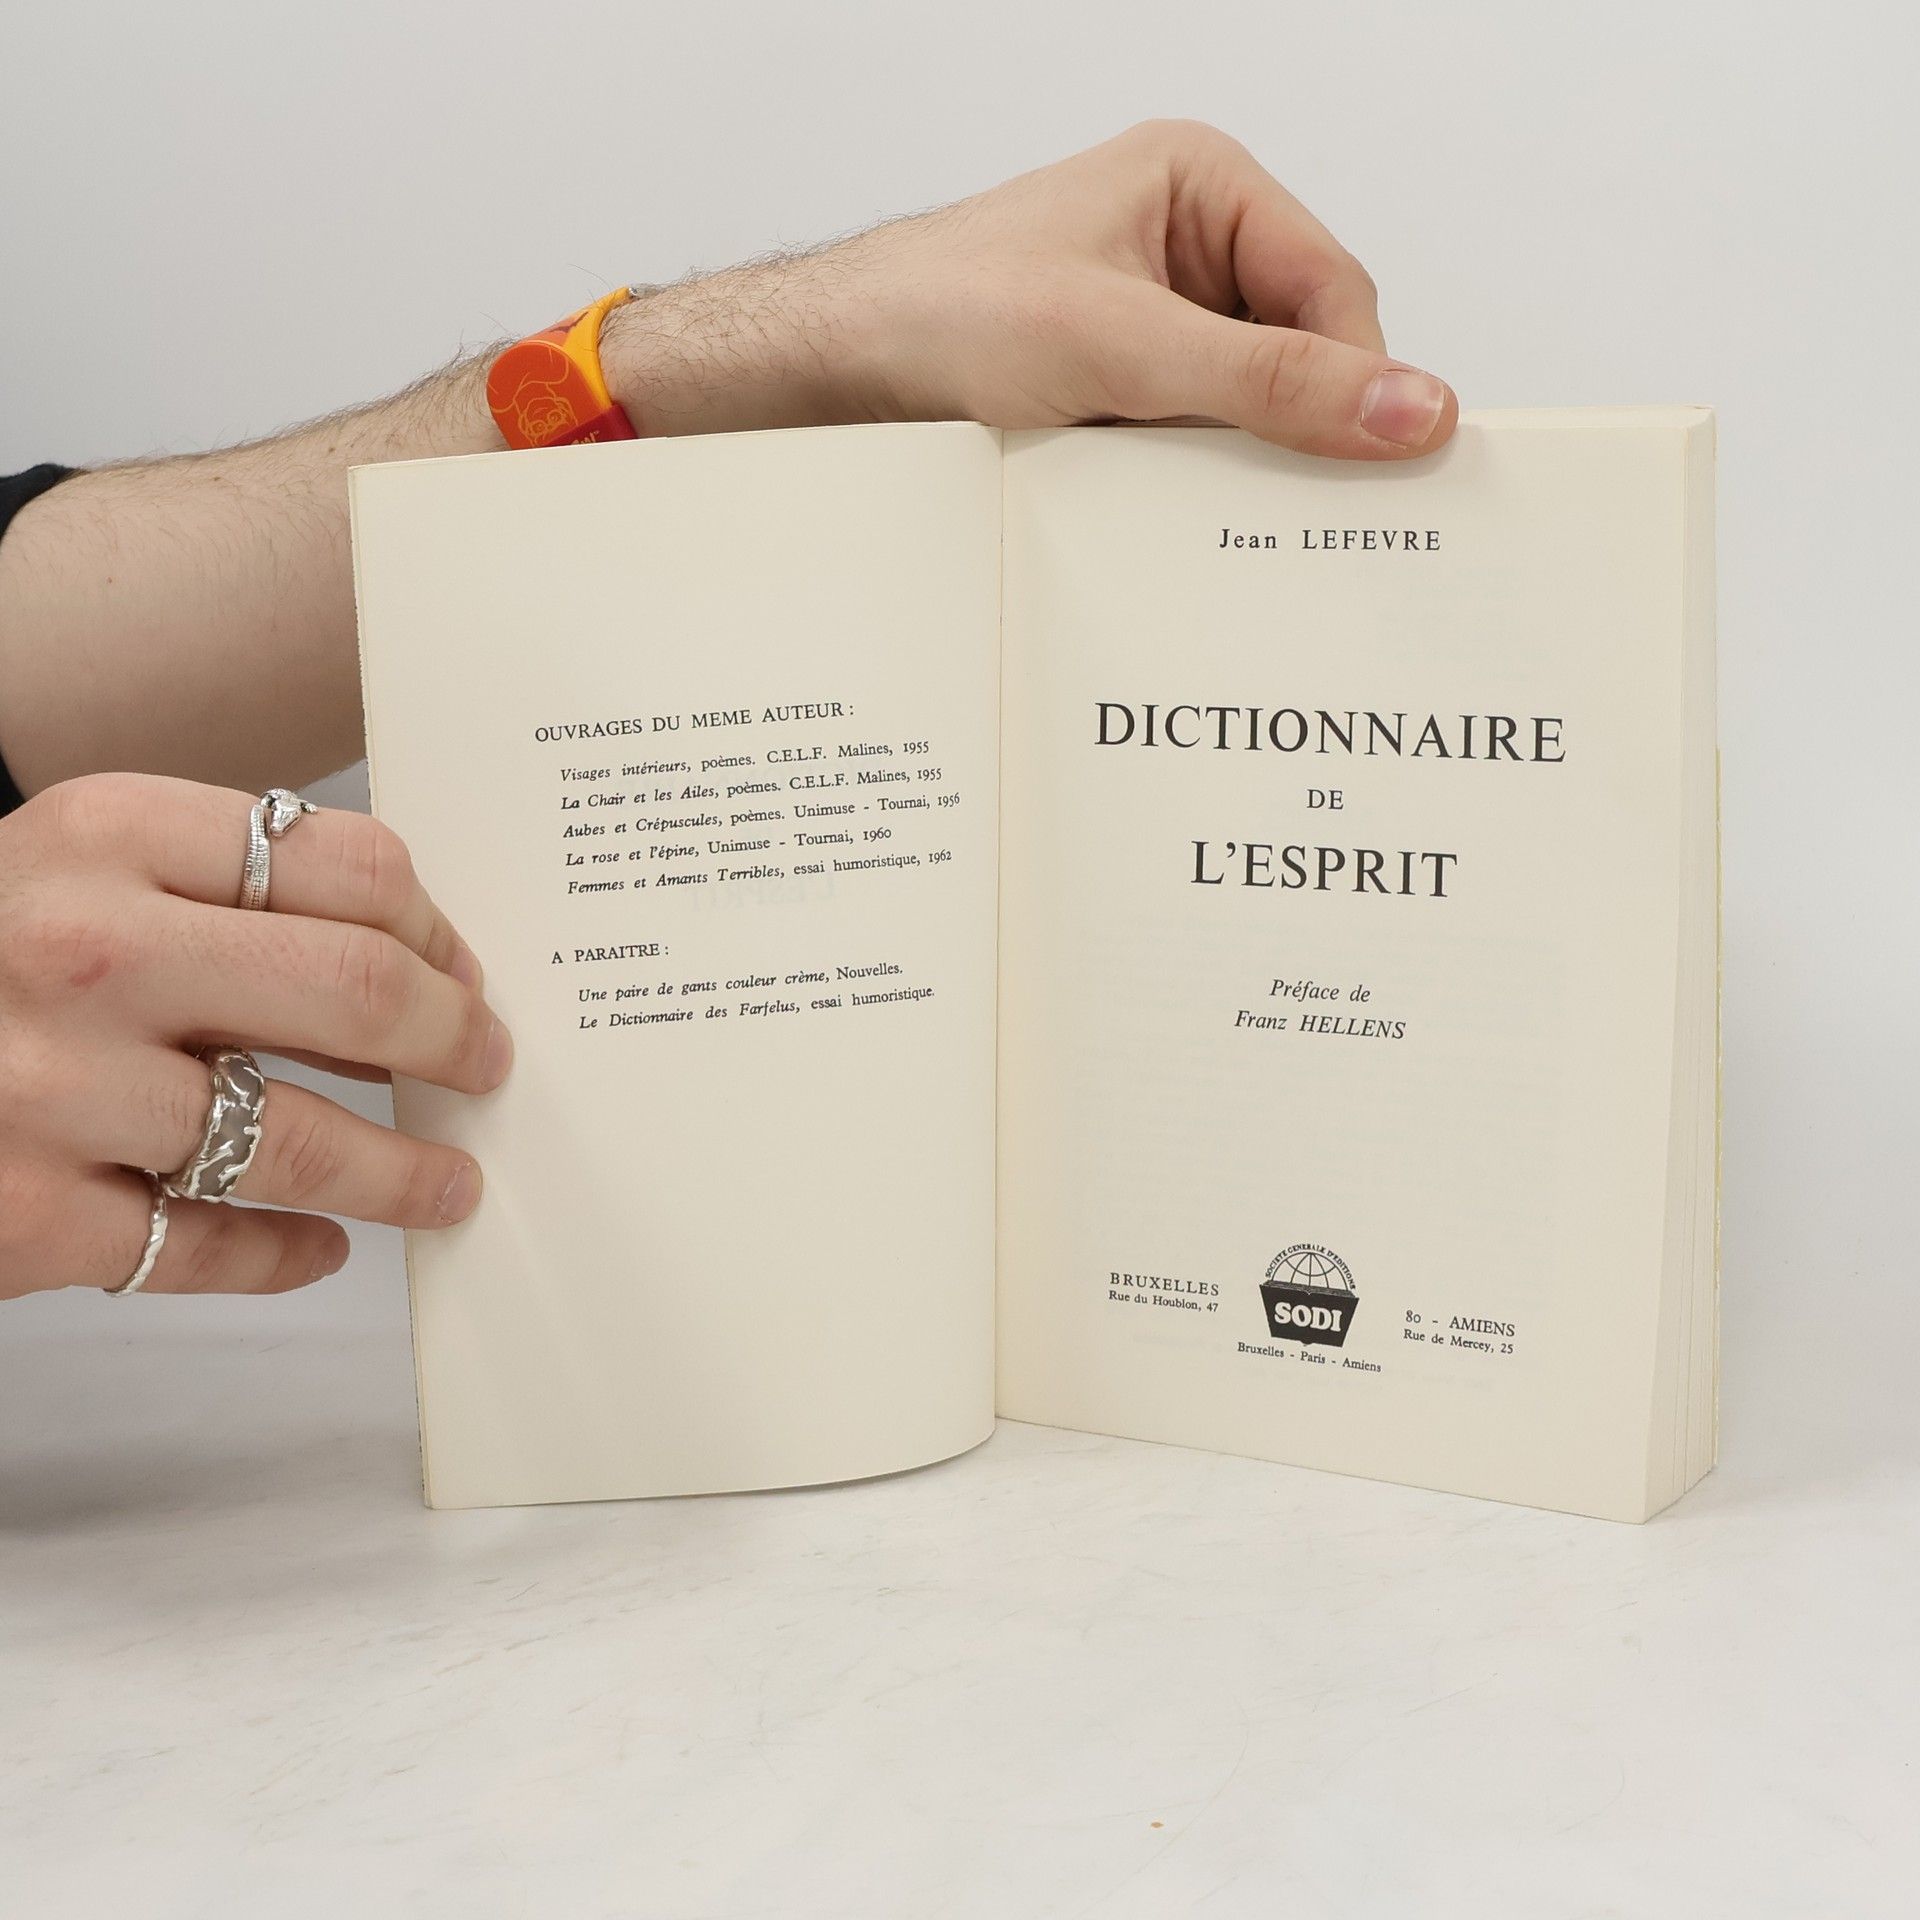 OUVRAGES DU MEME AUTEUR :
Visages intérieurs, poèmes. C.E.L.F. Malines, 1955
La Chair et les Ailes, poèmes. C.E.L.F. Malines, 1955
Aubes et Crépuscules, poèmes. Unimuse - Tournai, 1956
La rose et l'épine, Unimuse - Tournai, 1960
Femmes et Amants Terribles, essai humoristique, 1962
A PARAITRE :
Une paire de gants couleur crème, Nouvelles.
Le Dictionnaire des Farfelus, essai humoristique.
Jean LEFEVRE
DICTIONNAIRE
DE
L'ESPRIT
Préface de
Franz HELLENS
BRUXELLES
Rue du Houblon, 47
SOCIETE GENERALE D'EDITIONS
SODI
Bruxelles - Paris - Amiens
80 - AMIENS
Rue de Mercey, 25